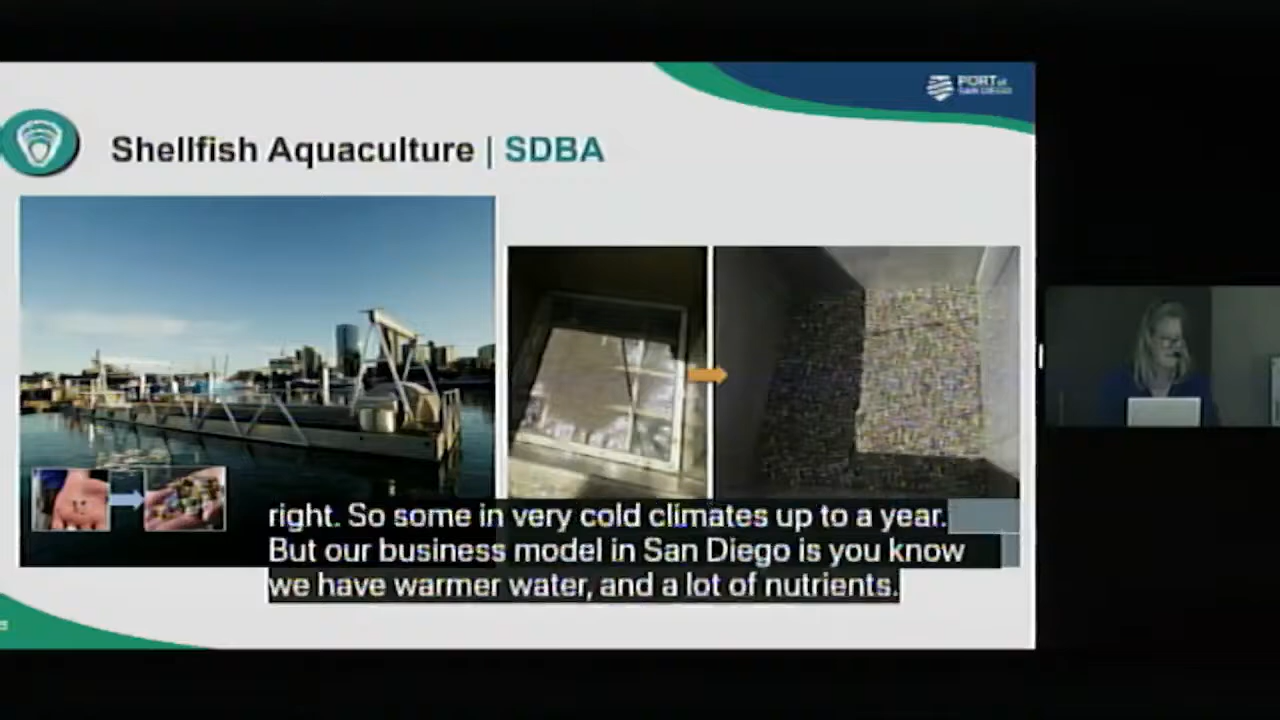 PORT of
SAN DIEGO
Shellfish Aquaculture | SDBA
right. So some in very cold climates up to a year.
But our business model in San Diego is you know
we have warmer water, and a lot of nutrients.